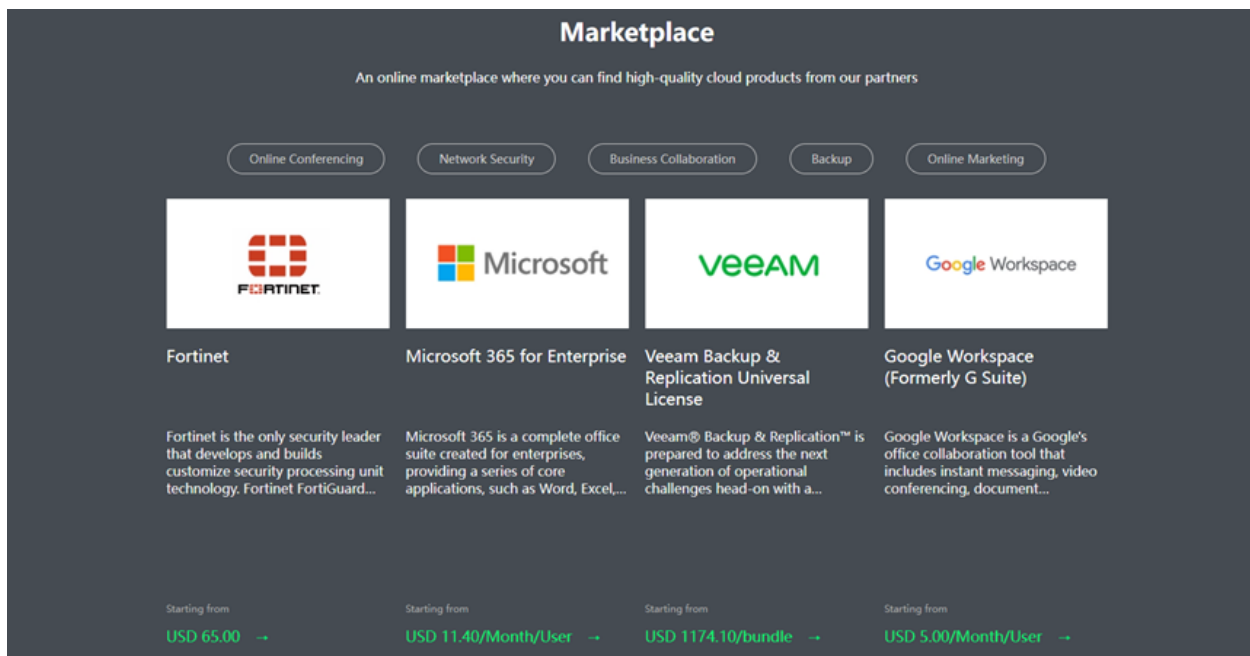 Marketplace
An online marketplace where you can find high-quality cloud products from our partners
Online Conferencing
Network Security
Business Collaboration
Backup
Online Marketing
FORTINET
Microsoft
veeAM
Google Workspace
Fortinet
Microsoft 365 for Enterprise
Veeam Backup &
Replication Universal
License
Google Workspace
(Formerly G Suite)
Fortinet is the only security leader
that develops and builds
customize security processing unit
technology. Fortinet FortiGuard...
Microsoft 365 is a complete office
suite created for enterprises,
providing a series of core
applications, such as Word, Excel,...
Veeam® Backup & Replication™ is
prepared to address the next
generation of operational
challenges head-on with a...
Google Workspace is a Google's
office collaboration tool that
includes instant messaging, video
conferencing, document...
Starting from
USD 65.00 →
Starting from
USD 11.40/Month/User →
Starting from
USD 1174.10/bundle →
Starting from
USD 5.00/Month/User →